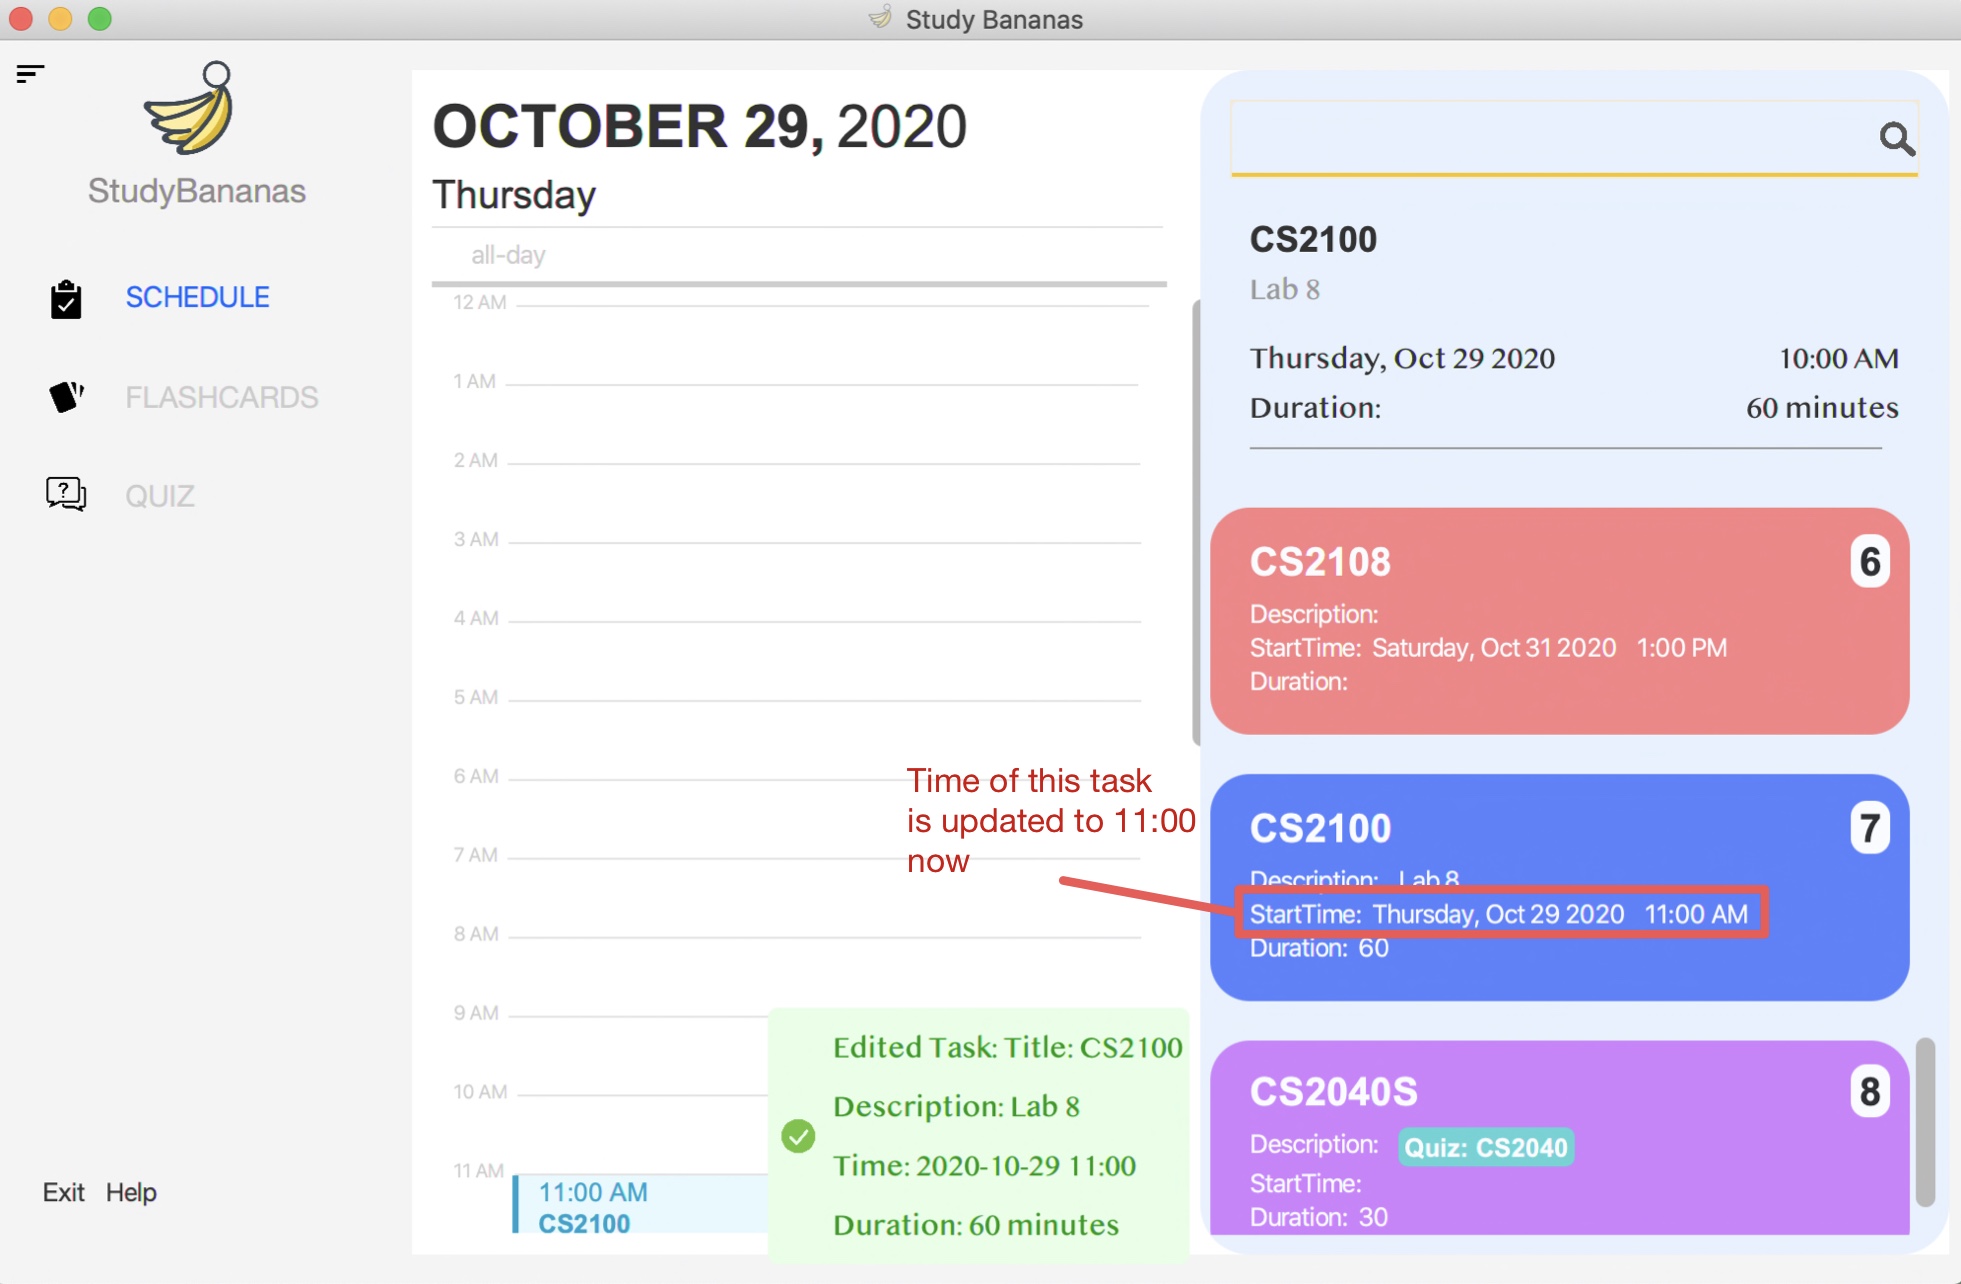 Study Bananas
StudyBananas
SCHEDULE
FLASHCARDS
QUIZ
Exit Help
OCTOBER 29, 2020
Thursday
all-day
12 AM
1 AM
2 AM
3 AM
4 AM
5 AM
6 AM
7 AM
8 AM
9 AM
10 AM
11 AM
11:00 AM
CS2100
Time of this task
is updated to 11:00
now
Edited Task: Title: CS2100
Description: Lab 8
Time: 2020-10-29 11:00
Duration: 60 minutes
CS2100
Lab 8
Thursday, Oct 29 2020 10:00 AM
Duration: 60 minutes
CS2108 6
Description:
StartTime: Saturday, Oct 31 2020 1:00 PM
Duration:
CS2100 7
Description: Lab 8
StartTime: Thursday, Oct 29 2020 11:00 AM
Duration: 60
CS2040S 8
Description: Quiz: CS2040
StartTime:
Duration: 30